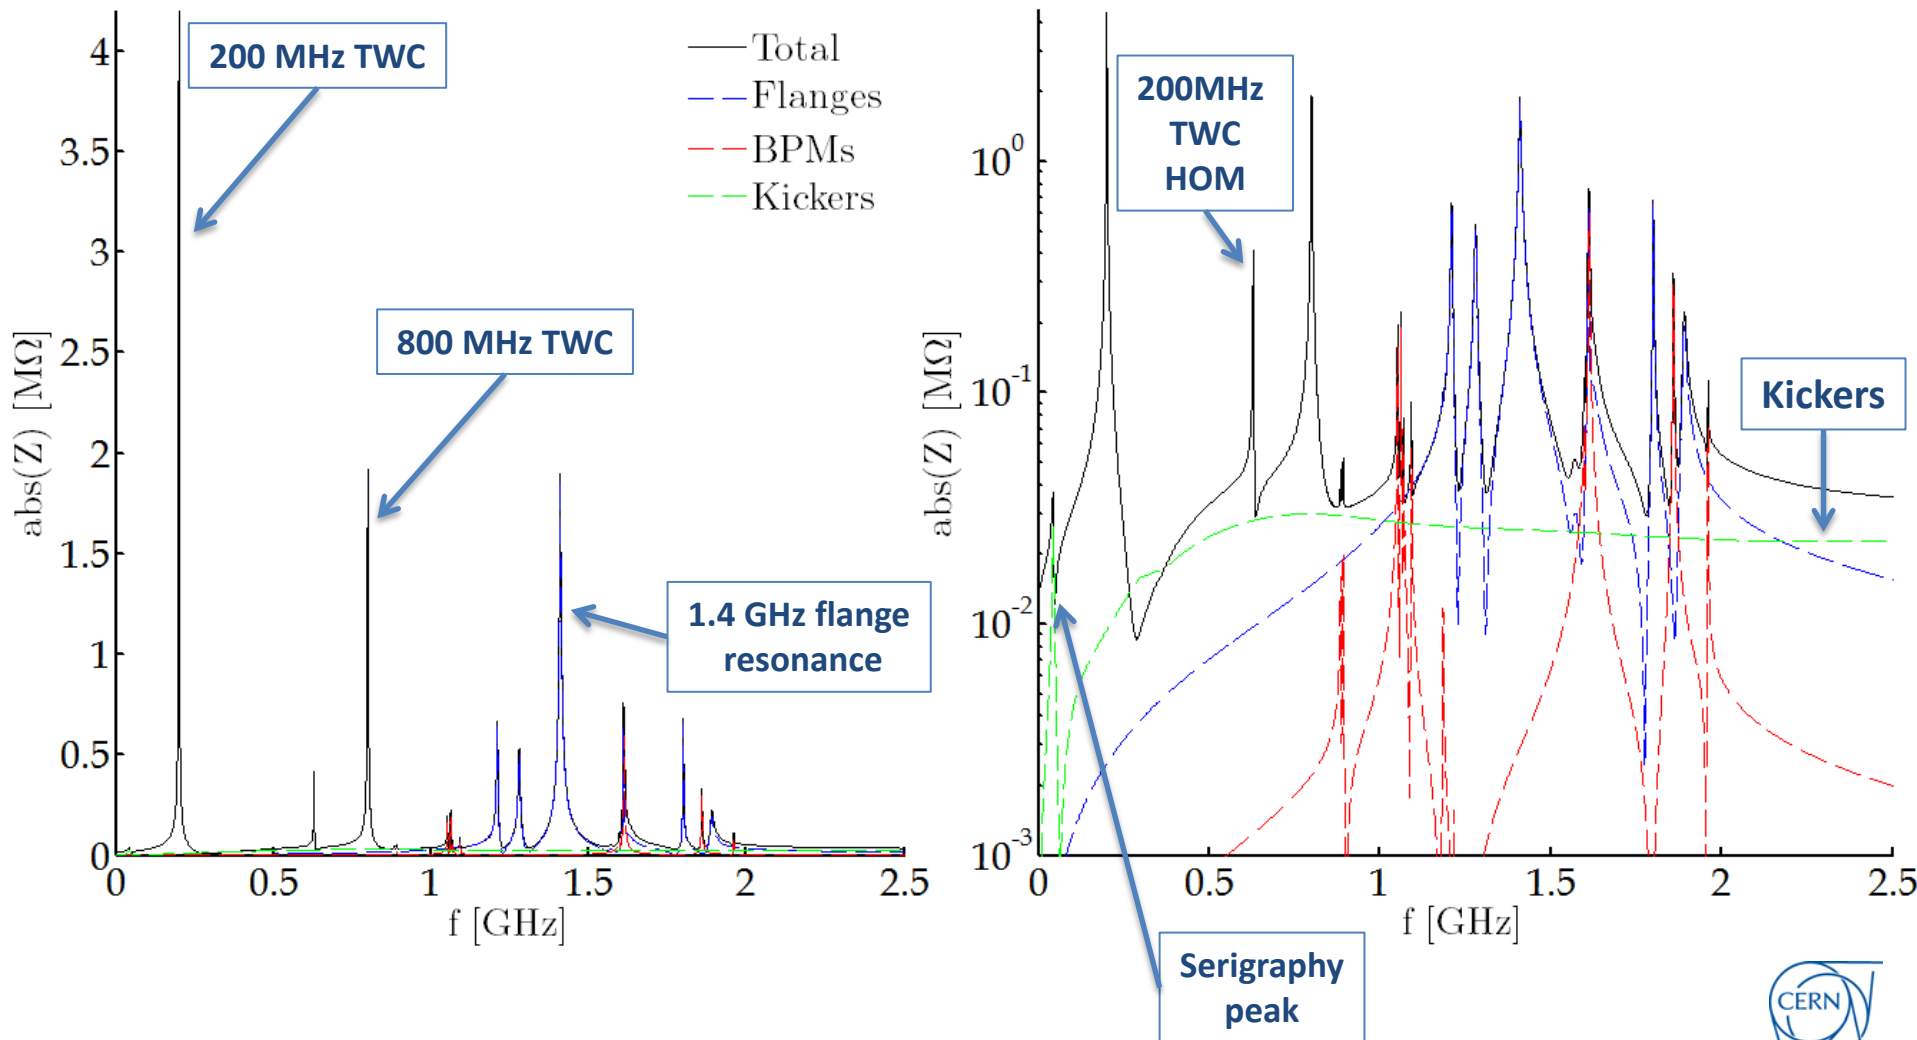 4
3.5
3
2.5
2
1.5
1
0.5
0
abs(Z) [MΩ]
200 MHz TWC
800 MHz TWC
1.4 GHz flange
resonance
Total
Flanges
BPMs
Kickers
0 0.5 1 1.5 2 2.5
f [GHz]
10^0
10^-1
10^-2
10^-3
abs(Z) [MΩ]
200MHz
TWC
HOM
Kickers
0 0.5 1 1.5 2 2.5
f [GHz]
Serigraphy
peak
CERN